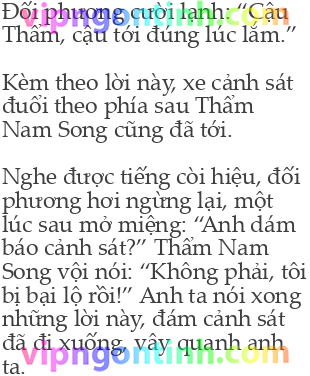 Đối phương cười lạnh: “Cậu
Thẩm, cậu tới đúng lúc lắm.”
vipngontinh.com
Kèm theo lời này, xe cảnh sát
đuổi theo phía sau Thẩm
Nam Song cũng đã tới.
Nghe được tiếng còi hiệu, đối
phương hơi ngừng lại, một
lúc sau mở miệng: “Anh dám
báo cảnh sát?” Thẩm Nam
Song vội nói: “Không phải, tôi
bị bại lộ rồi!” Anh ta nói xong
những lời này, đám cảnh sát
đã đi xuống, vây quanh anh
vipngontinh.com
ta.